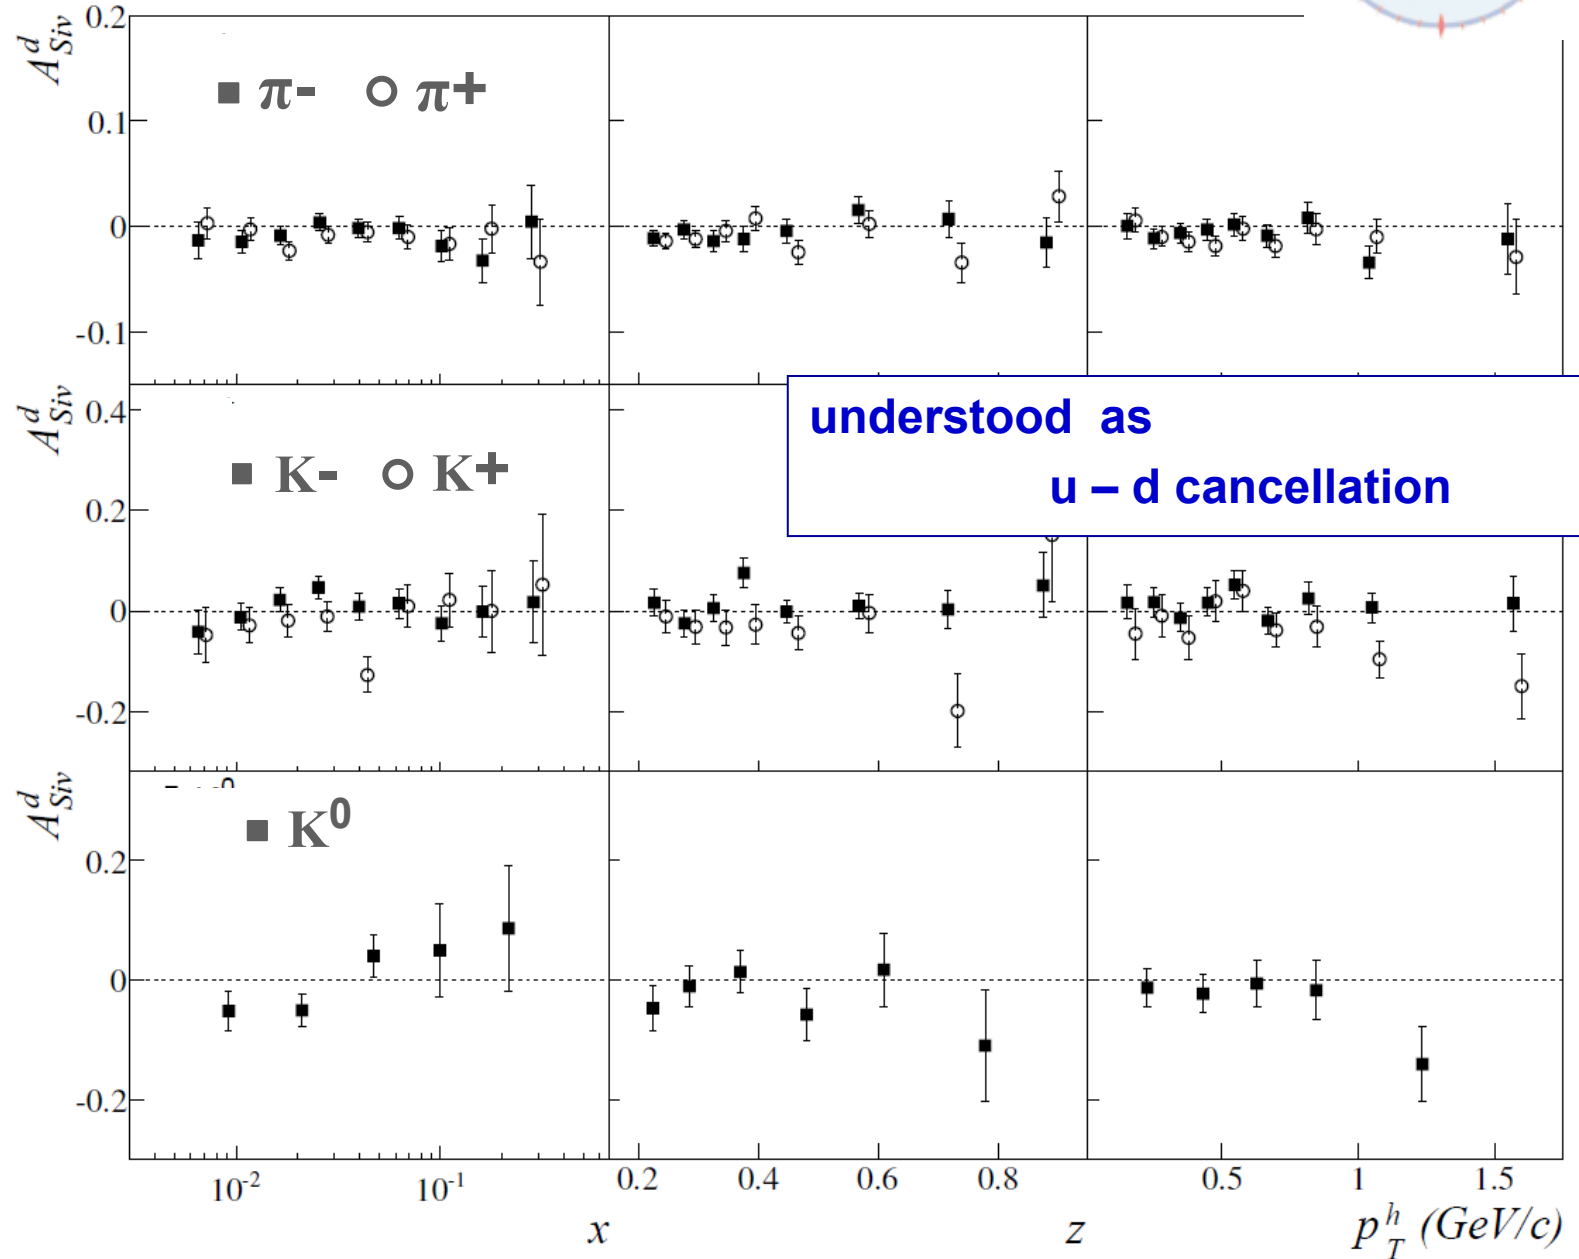 A^d_Siv
0.2
0.1
0
-0.1
■ π- ○ π+
A^d_Siv
0.4
0.2
0
-0.2
■ K- ○ K+
understood as
u – d cancellation
A^d_Siv
0.2
0
-0.2
■ K⁰
10⁻² 10⁻¹
x
0.2 0.4 0.6 0.8
z
0.5 1 1.5
p_T^h (GeV/c)